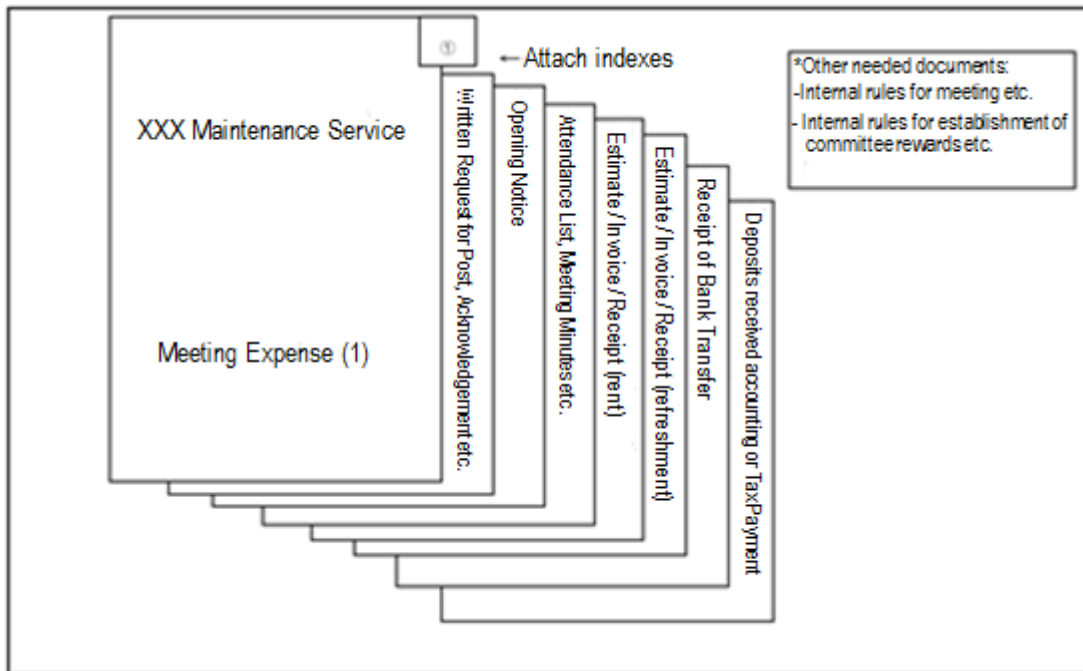 ①
←Attach indexes
XXX Maintenance Service
Meeting Expense (1)
Written Request for Post, Acknowledgement etc.
Opening Notice
Attendance List, Meeting Minutes etc.
Estimate / Invoice / Receipt (rent)
Estimate / Invoice / Receipt (refreshment)
Receipt of Bank Transfer
Deposits received accounting or Tax Payment
*Other needed documents:
-Internal rules for meeting etc.
- Internal rules for establishment of
committee rewards etc.